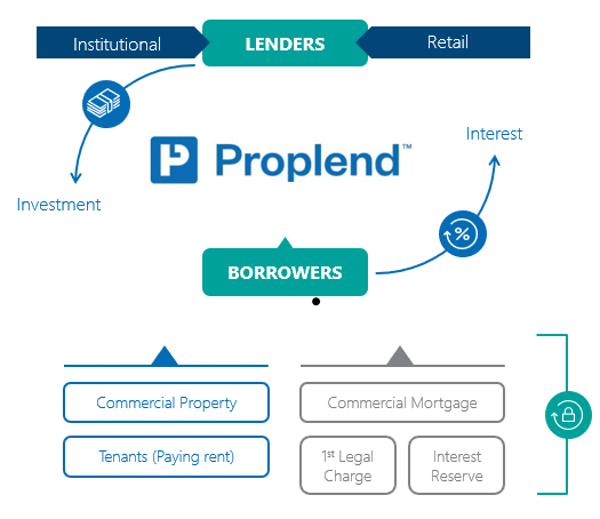 Institutional
LENDERS
Retail
Proplend™
Interest
Investment
%
BORROWERS
Commercial Property
Commercial Mortgage
Tenants (Paying rent)
1st Legal
Charge
Interest
Reserve